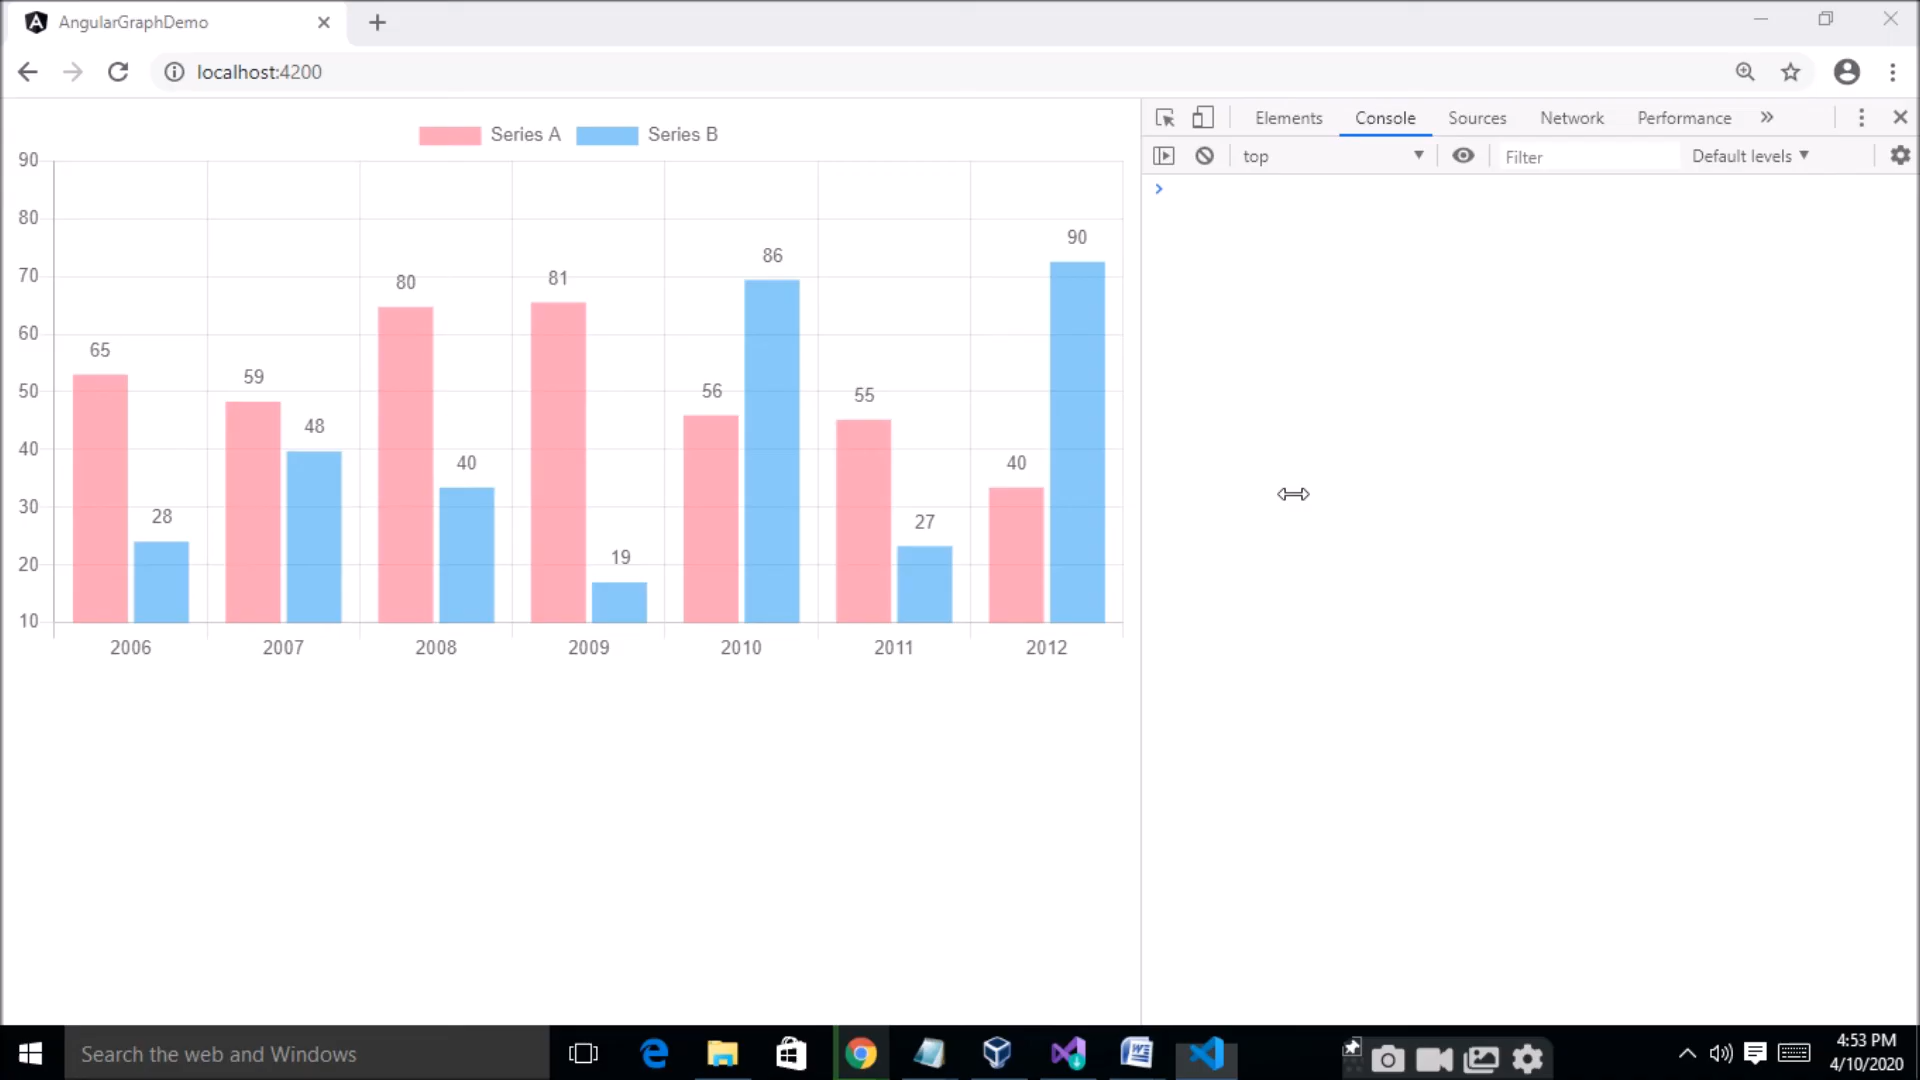 AngularGraphDemo
localhost:4200
Series A Series B
90
80
70
60
50
40
30
20
10
65 28 59 48 80 40 81 19 56 86 55 27 40 90
2006 2007 2008 2009 2010 2011 2012
Elements Console Sources Network Performance
top Filter Default levels
Search the web and Windows
4:53 PM
4/10/2020